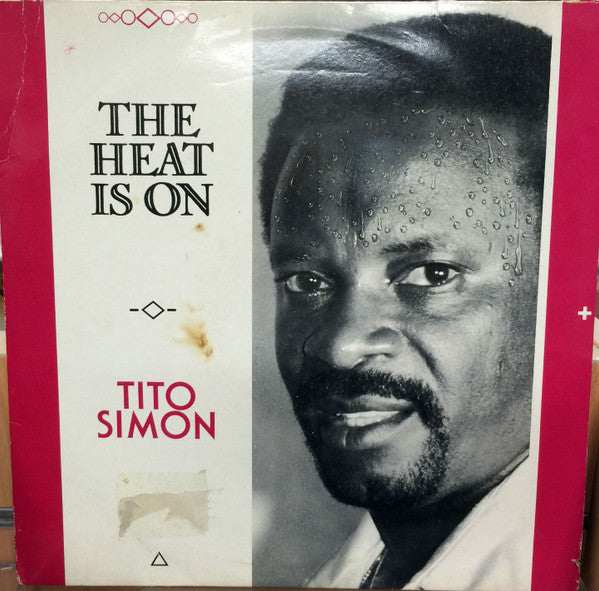 THE
HEAT
IS ON
TITO
SIMON